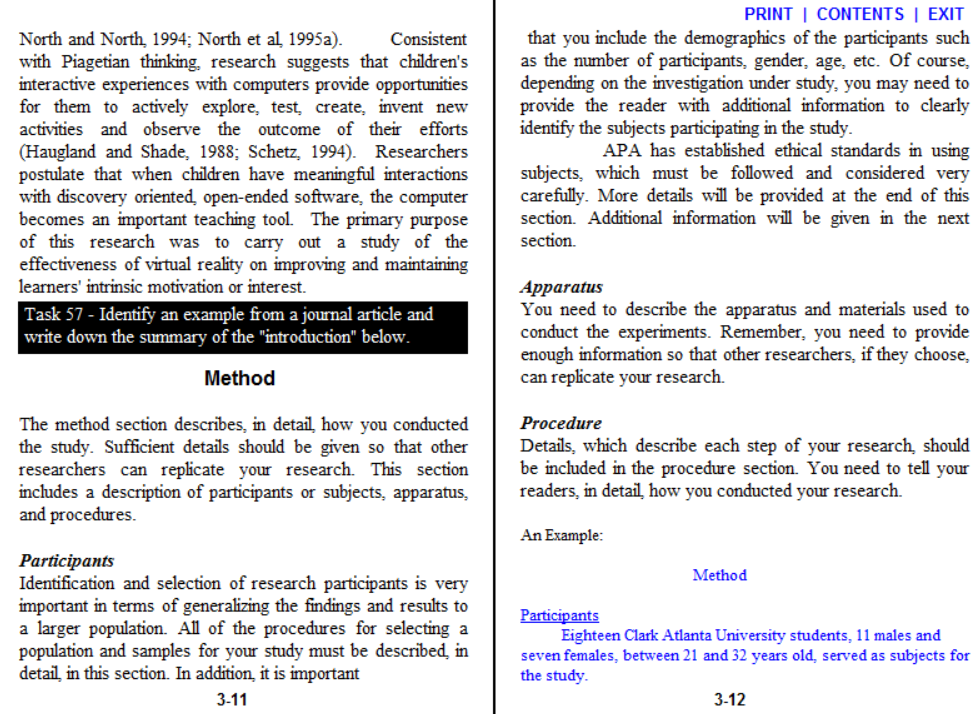 North and North, 1994; North et al, 1995a). Consistent
with Piagetian thinking, research suggests that children's
interactive experiences with computers provide opportunities
for them to actively explore, test, create, invent new
activities and observe the outcome of their efforts
(Haugland and Shade, 1988; Schetz, 1994). Researchers
postulate that when children have meaningful interactions
with discovery oriented, open-ended software, the computer
becomes an important teaching tool. The primary purpose
of this research was to carry out a study of the
effectiveness of virtual reality on improving and maintaining
learners' intrinsic motivation or interest.
Task 57 - Identify an example from a journal article and
write down the summary of the "introduction" below.
Method
The method section describes, in detail, how you conducted
the study. Sufficient details should be given so that other
researchers can replicate your research. This section
includes a description of participants or subjects, apparatus,
and procedures.
Participants
Identification and selection of research participants is very
important in terms of generalizing the findings and results to
a larger population. All of the procedures for selecting a
population and samples for your study must be described, in
detail, in this section. In addition, it is important
3-11
PRINT | CONTENTS | EXIT
that you include the demographics of the participants such
as the number of participants, gender, age, etc. Of course,
depending on the investigation under study, you may need to
provide the reader with additional information to clearly
identify the subjects participating in the study.
APA has established ethical standards in using
subjects, which must be followed and considered very
carefully. More details will be provided at the end of this
section. Additional information will be given in the next
section.
Apparatus
You need to describe the apparatus and materials used to
conduct the experiments. Remember, you need to provide
enough information so that other researchers, if they choose,
can replicate your research.
Procedure
Details, which describe each step of your research, should
be included in the procedure section. You need to tell your
readers, in detail, how you conducted your research.
An Example:
Method
Participants
Eighteen Clark Atlanta University students, 11 males and
seven females, between 21 and 32 years old, served as subjects for
the study.
3-12